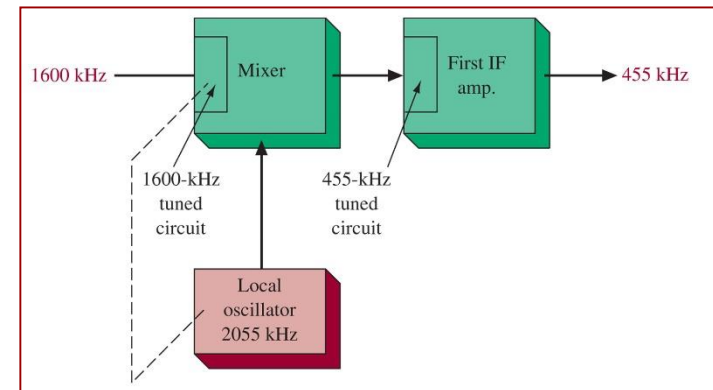 1600 kHz
Mixer
First IF
amp.
455 kHz
1600-kHz
tuned
circuit
455-kHz
tuned
circuit
Local
oscillator
2055 kHz